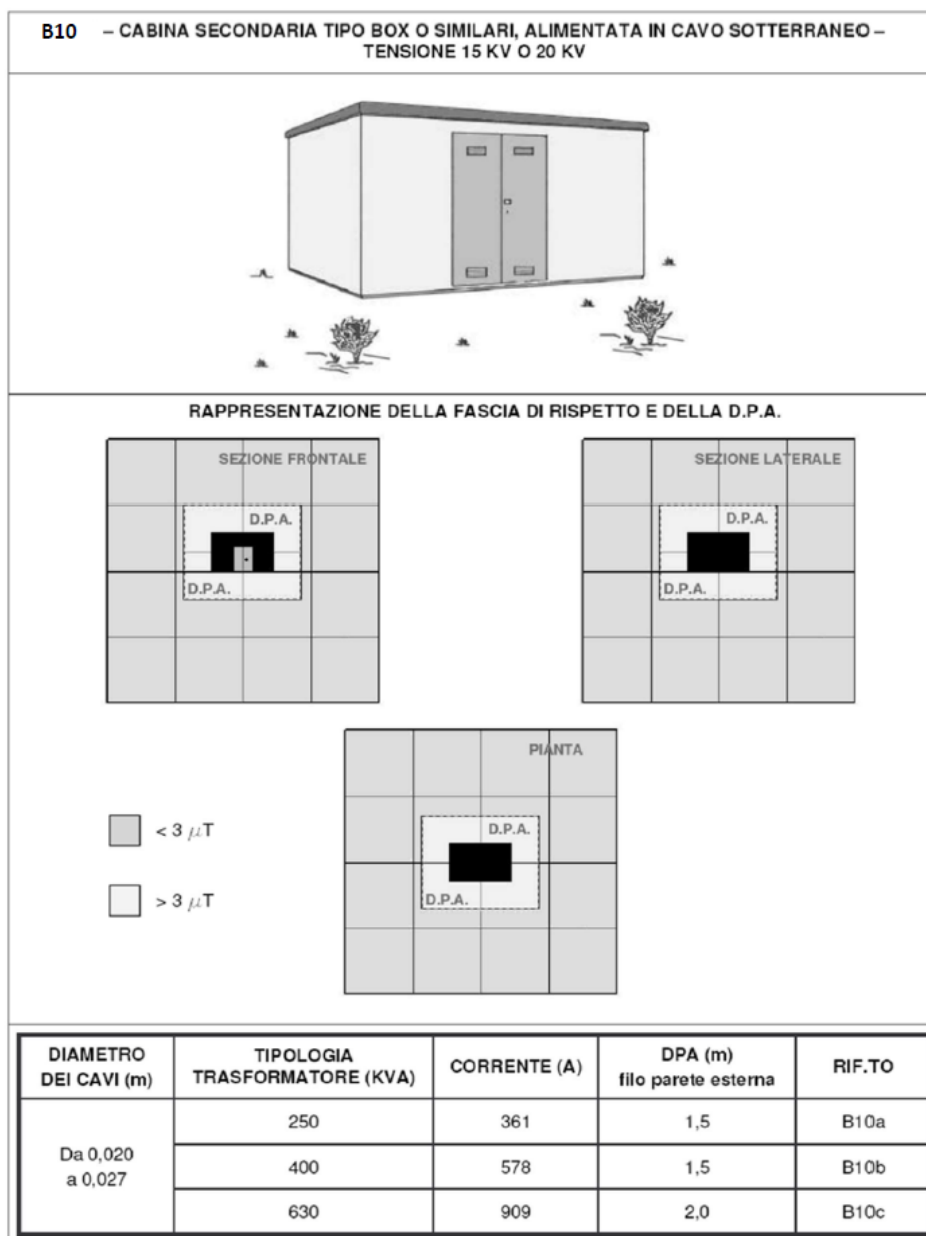 B10 – CABINA SECONDARIA TIPO BOX O SIMILARI, ALIMENTATA IN CAVO SOTTERRANEO –
TENSIONE 15 KV O 20 KV
RAPPRESENTAZIONE DELLA FASCIA DI RISPETTO E DELLA D.P.A.
SEZIONE FRONTALE
D.P.A.
D.P.A.
SEZIONE LATERALE
D.P.A.
D.P.A.
PIANTA
D.P.A.
D.P.A.
< 3 μT
> 3 μT
DIAMETRO
DEI CAVI (m)
TIPOLOGIA
TRASFORMATORE (KVA)
CORRENTE (A)
DPA (m)
filo parete esterna
RIF.TO
Da 0,020
a 0,027
250 361 1,5 B10a
400 578 1,5 B10b
630 909 2,0 B10c